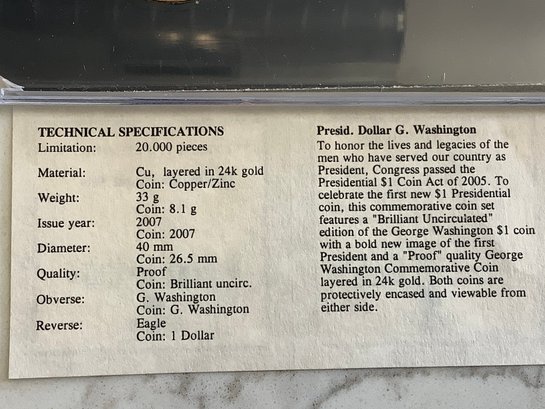 TECHNICAL SPECIFICATIONS
Limitation: 20.000 pieces
Material: Cu, layered in 24k gold
Coin: Copper/Zinc
Weight: 33 g
Coin: 8.1 g
Issue year: 2007
Coin: 2007
Diameter: 40 mm
Coin: 26.5 mm
Quality: Proof
Coin: Brilliant uncirc.
Obverse: G. Washington
Coin: G. Washington
Reverse: Eagle
Coin: 1 Dollar
Presid. Dollar G. Washington
To honor the lives and legacies of the
men who have served our country as
President, Congress passed the
Presidential $1 Coin Act of 2005. To
celebrate the first new $1 Presidential
coin, this commemorative coin set
features a "Brilliant Uncirculated"
edition of the George Washington $1 coin
with a bold new image of the first
President and a "Proof" quality George
Washington Commemorative Coin
layered in 24k gold. Both coins are
protectively encased and viewable from
either side.